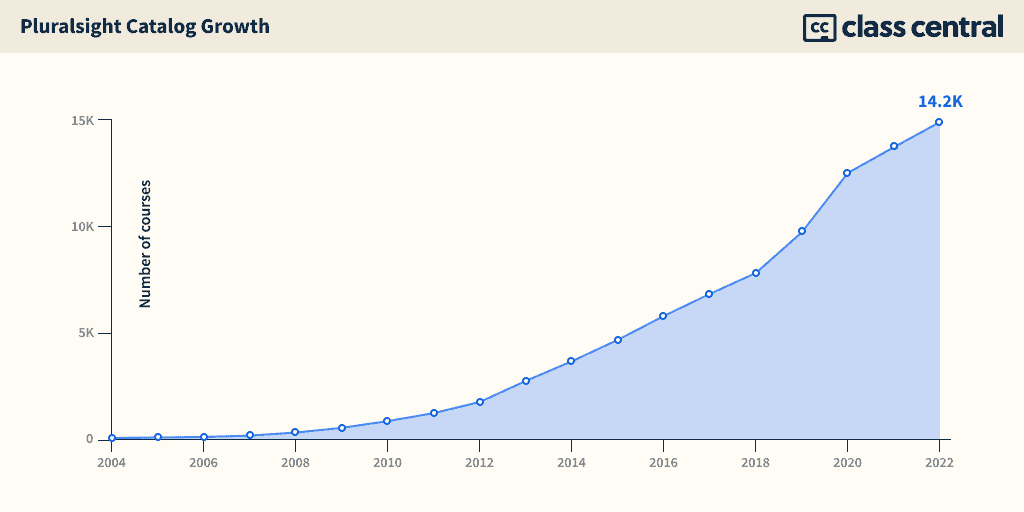 Pluralsight Catalog Growth
cc class central
14.2K
15K
10K
5K
0
Number of courses
2004 2006 2008 2010 2012 2014 2016 2018 2020 2022